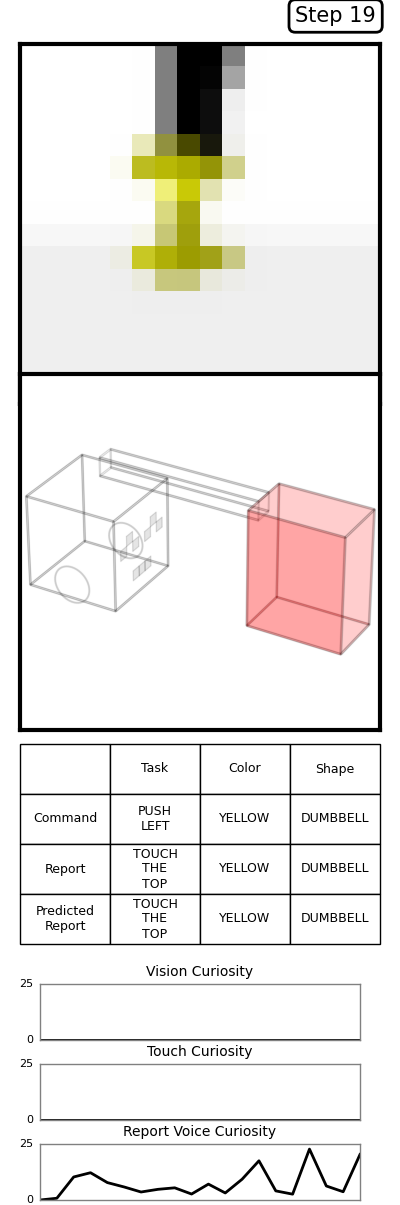 Step 19
Task Color Shape
Command PUSH LEFT YELLOW DUMBBELL
Report TOUCH THE TOP YELLOW DUMBBELL
Predicted Report TOUCH THE TOP YELLOW DUMBBELL
Vision Curiosity
25
0
Touch Curiosity
25
0
Report Voice Curiosity
25
0